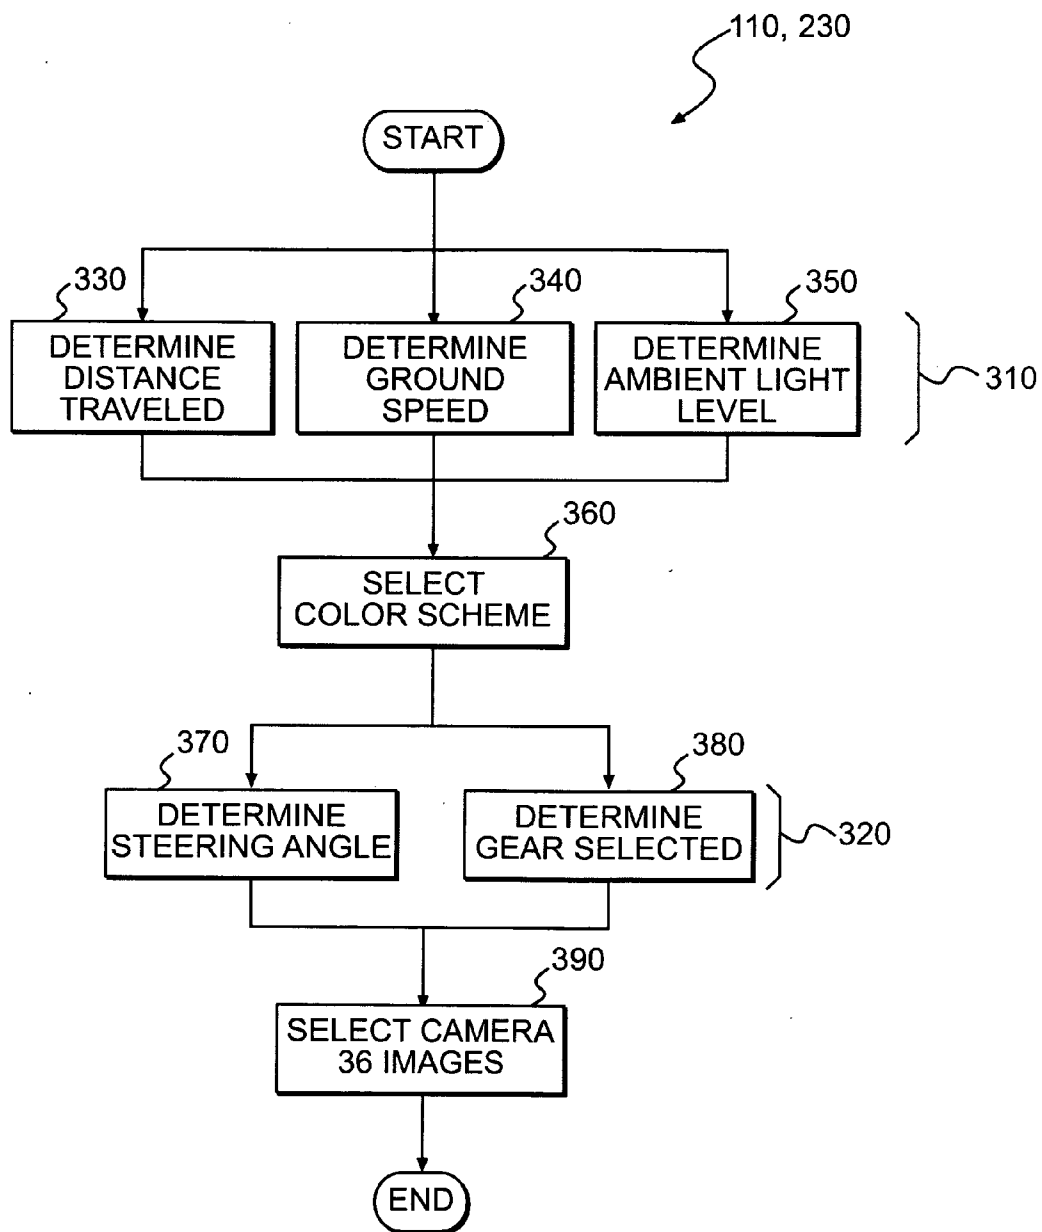 110, 230
START
330
340
350
DETERMINE
DISTANCE
TRAVELED
DETERMINE
GROUND
SPEED
DETERMINE
AMBIENT LIGHT
LEVEL
310
360
SELECT
COLOR SCHEME
370
380
DETERMINE
STEERING ANGLE
DETERMINE
GEAR SELECTED
320
390
SELECT CAMERA
36 IMAGES
END